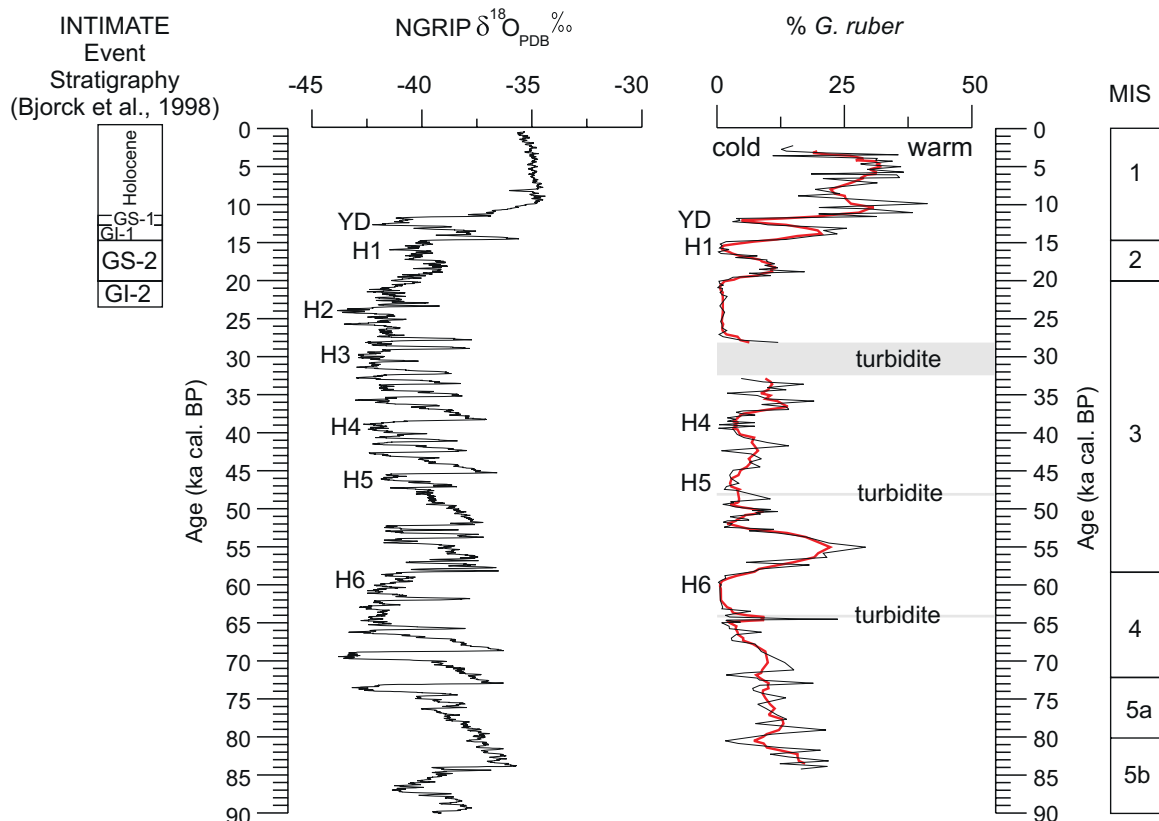 INTIMATE
Event
Stratigraphy
(Bjorck et al., 1998)
NGRIP δ¹⁸O_PDB‰
% G. ruber
-45 -40 -35 -30
0 25 50
MIS
Holocene
GS-1
GI-1
GS-2
GI-2
Age (ka cal. BP)
0
5
10
15
20
25
30
35
40
45
50
55
60
65
70
75
80
85
90
YD
H1
H2
H3
H4
H5
H6
cold warm
YD
H1
turbidite
H4
H5
turbidite
H6
turbidite
Age (ka cal. BP)
0
5
10
15
20
25
30
35
40
45
50
55
60
65
70
75
80
85
90
1
2
3
4
5a
5b